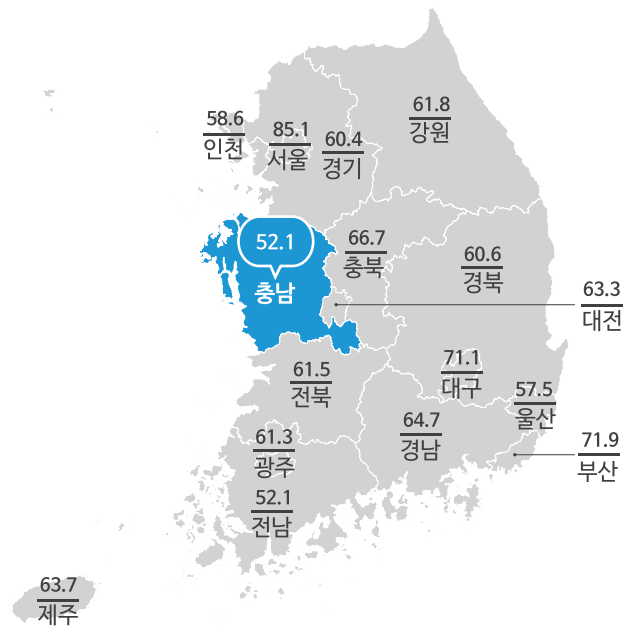 61.8
강원
58.6
인천
85.1
서울
60.4
경기
52.1
충남
66.7
충북
60.6
경북
63.3
대전
61.5
전북
71.1
대구
57.5
울산
64.7
경남
71.9
부산
61.3
광주
52.1
전남
63.7
제주